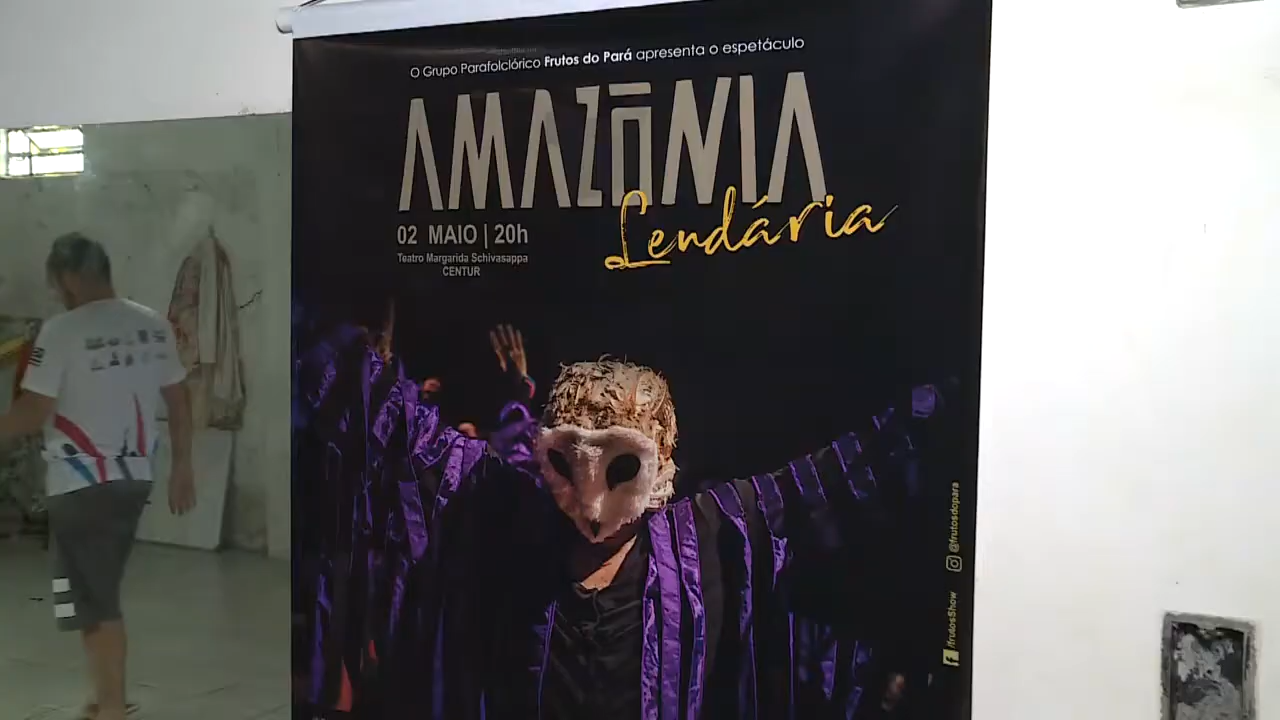 O Grupo Parafolclórico Frutos do Pará apresenta o espetáculo
AMAZÔNIA
Lendária
02 MAIO | 20h
Teatro Margarida Schivasappa
CENTUR
@frutosdopara
/frutosShow